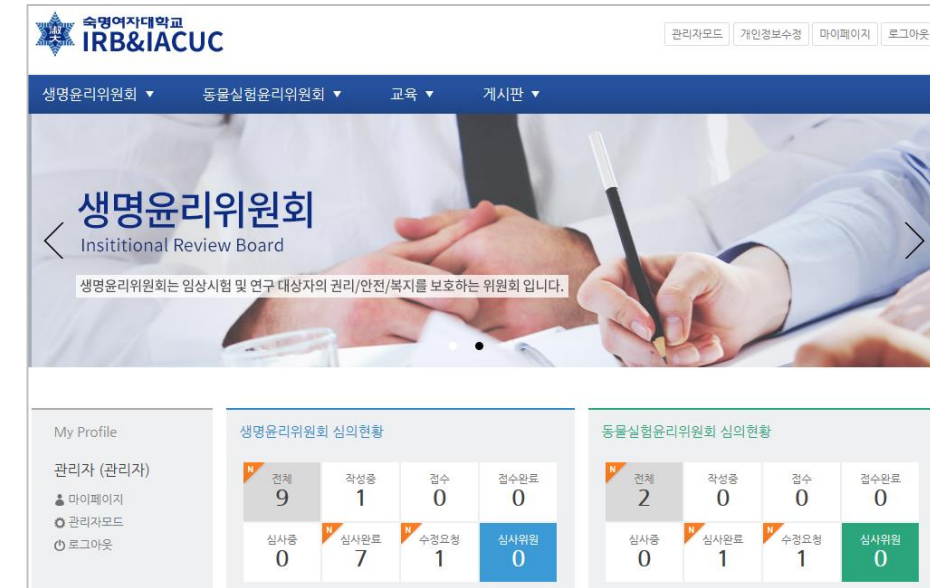 숙명여자대학교
IRB&IACUC
관리자모드 개인정보수정 마이페이지 로그아웃
생명윤리위원회 ▼ 동물실험윤리위원회 ▼ 교육 ▼ 게시판 ▼
생명윤리위원회
Insititional Review Board
생명윤리위원회는 임상시험 및 연구 대상자의 권리/안전/복지를 보호하는 위원회 입니다.
My Profile
관리자 (관리자)
마이페이지
관리자모드
로그아웃
생명윤리위원회 심의현황
N 전체 작성중 접수 접수완료
9 1 0 0
심사중 N 심사완료 N 수정요청 심사위원
0 7 1 0
동물실험윤리위원회 심의현황
N 전체 작성중 접수 접수완료
2 0 0 0
심사중 N 심사완료 N 수정요청 심사위원
0 1 1 0